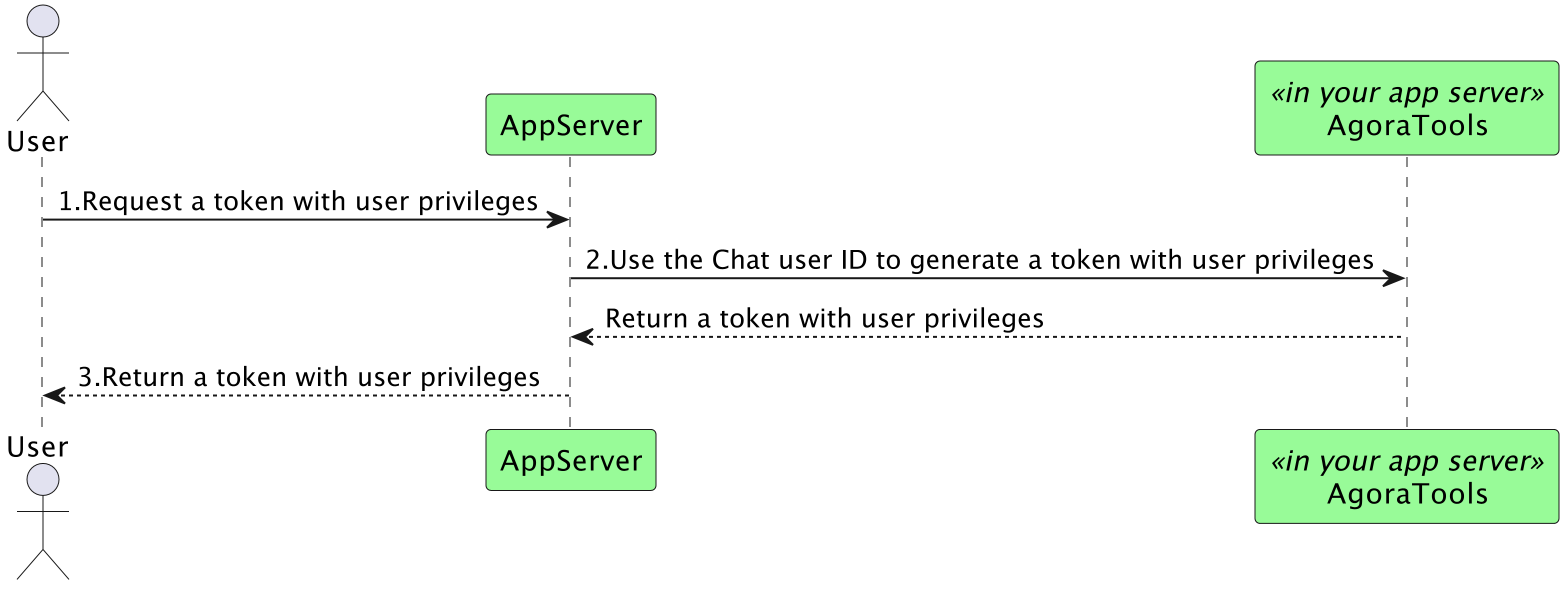 «in your app server»
User
AppServer
AgoraTools
1.Request a token with user privileges
2.Use the Chat user ID to generate a token with user privileges
Return a token with user privileges
3.Return a token with user privileges
User
AppServer
«in your app server»
AgoraTools